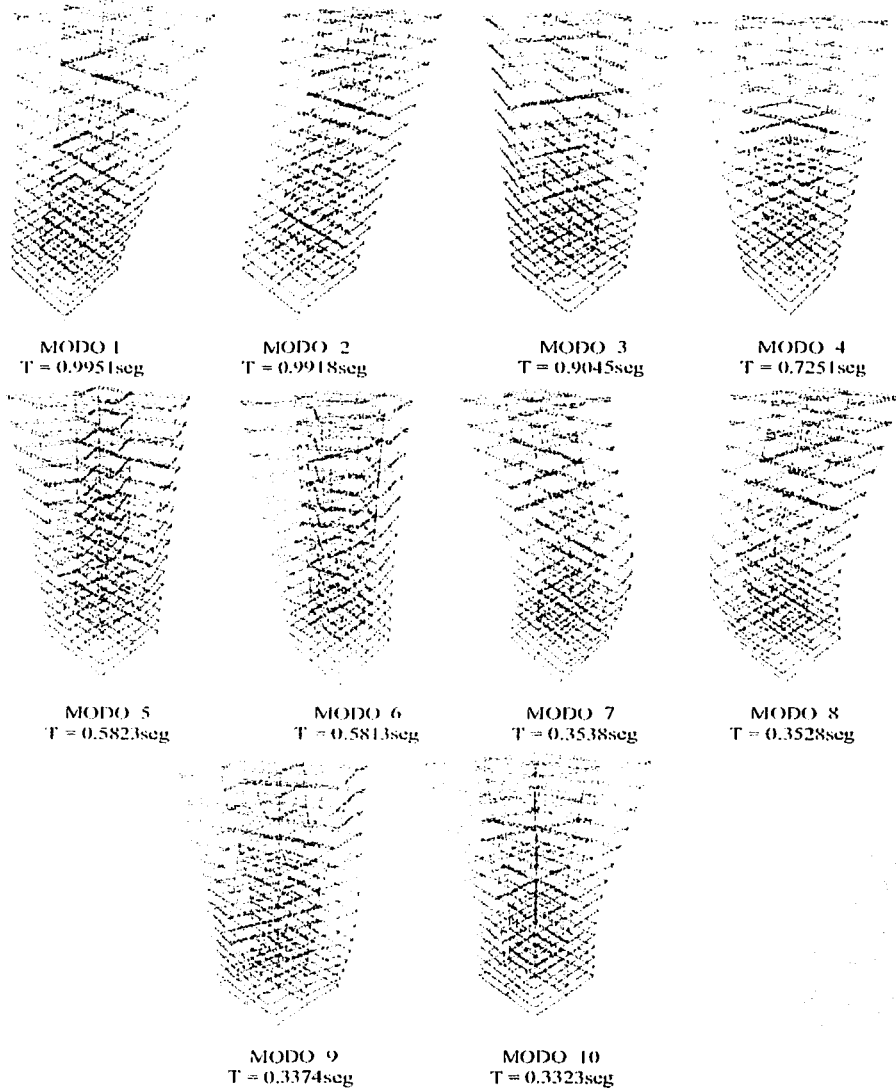 MODO 1
T = 0.9951seg
MODO 2
T = 0.9918seg
MODO 3
T = 0.9045seg
MODO 4
T = 0.7251seg
MODO 5
T = 0.5823seg
MODO 6
T = 0.5813seg
MODO 7
T = 0.3538seg
MODO 8
T = 0.3528seg
MODO 9
T = 0.3374seg
MODO 10
T = 0.3323seg